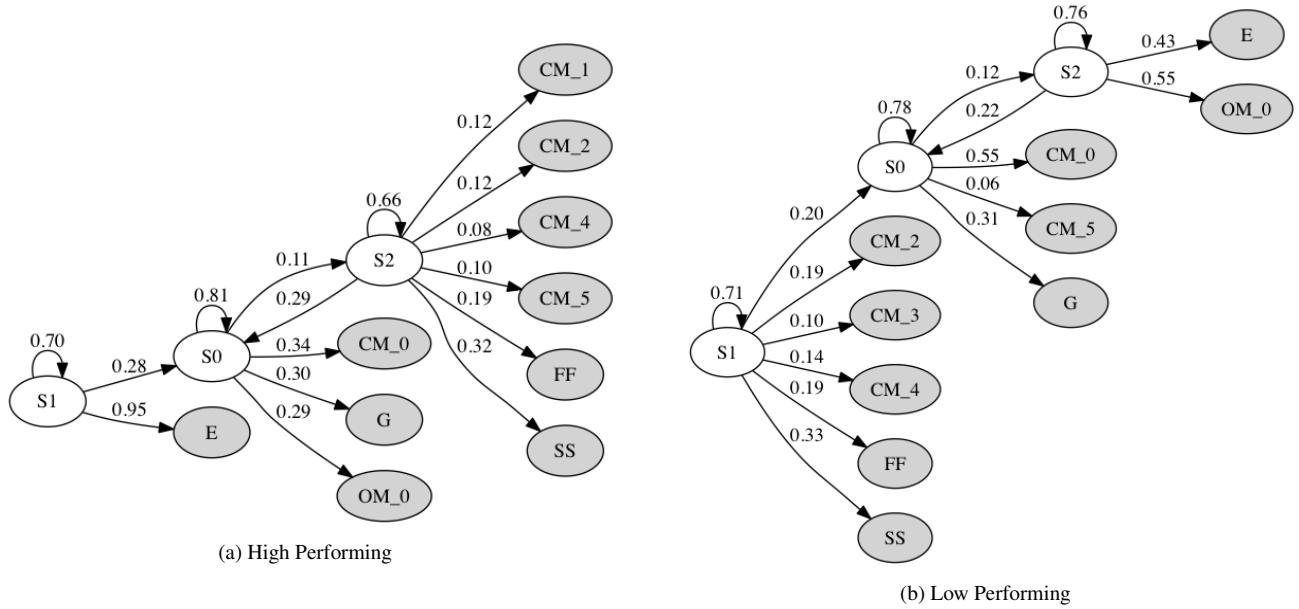 CM_1
0.12
CM_2
0.12
0.66
0.08
CM_4
S2
0.11
0.10
CM_5
0.81
0.29
0.19
CM_0
0.34
0.70
S0
0.32
0.28
0.30
FF
S1
0.95
0.29
G
E
SS
OM_0
(a) High Performing
0.76
E
0.43
S2
0.12
0.55
OM_0
0.78
0.22
CM_0
S0
0.55
0.06
0.20
0.31
CM_5
CM_2
0.19
G
0.71
0.10
CM_3
S1
0.14
CM_4
0.19
0.33
FF
SS
(b) Low Performing